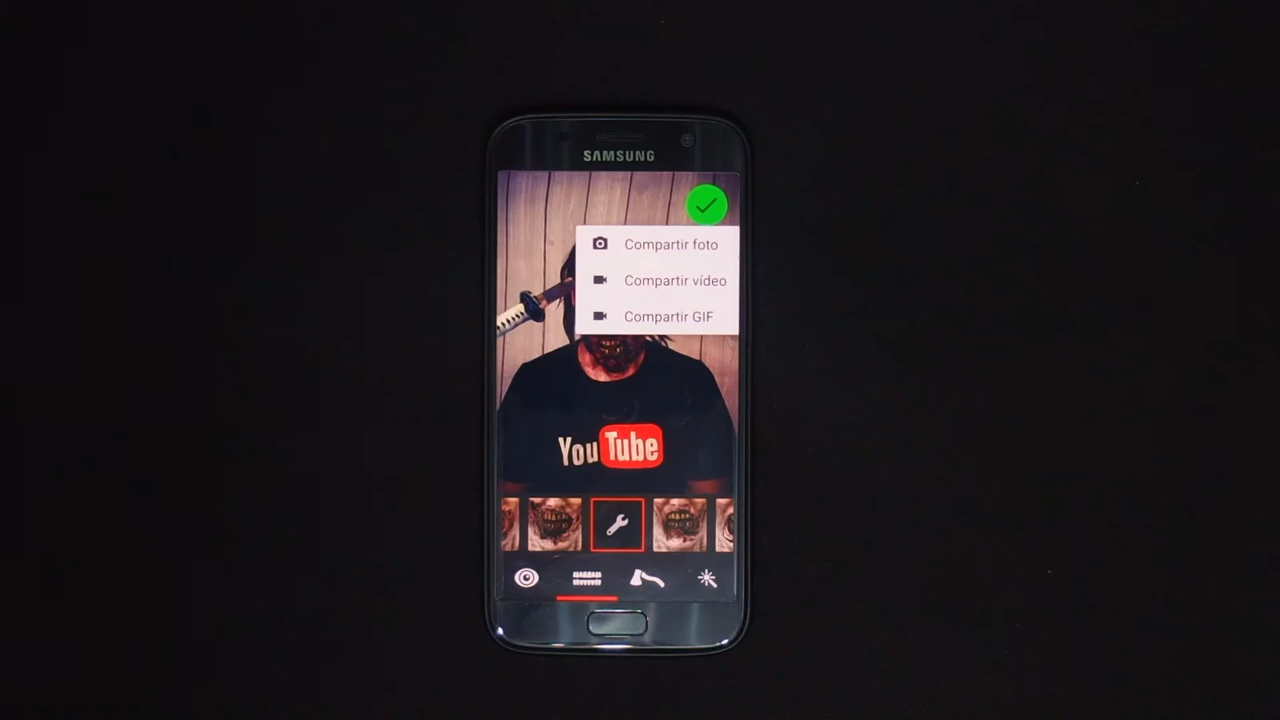 SAMSUNG
Compartir foto
Compartir vídeo
Compartir GIF
YouTube